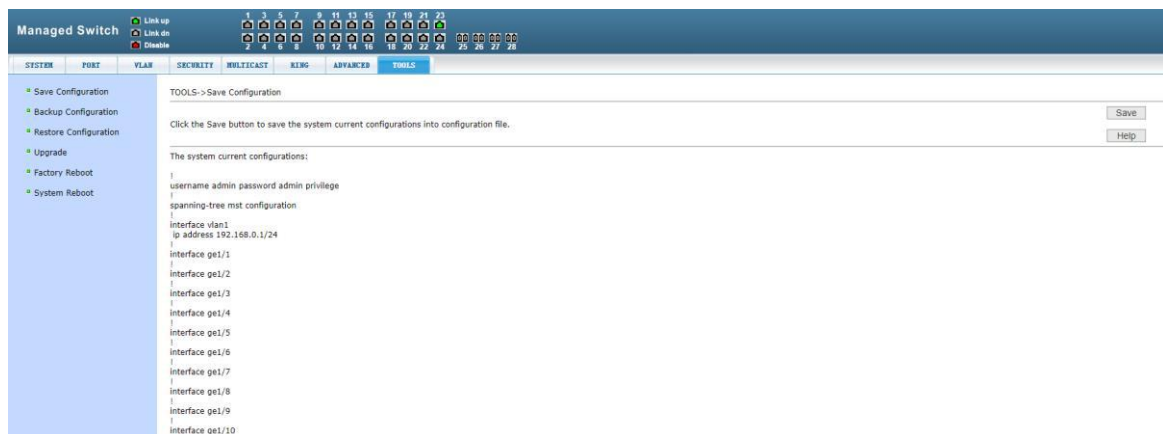 Managed Switch
Link up
Link dn
Disable
1 3 5 7 9 11 13 15 17 19 21 23
2 4 6 8 10 12 14 16 18 20 22 24 25 26 27 28
SYSTEM PORT VLAN SECURITY MULTICAST RING ADVANCED TOOLS
Save Configuration
Backup Configuration
Restore Configuration
Upgrade
Factory Reboot
System Reboot
TOOLS->Save Configuration
Click the Save button to save the system current configurations into configuration file.
Save
Help
The system current configurations:
!
username admin password admin privilege
!
spanning-tree mst configuration
!
interface vlan1
ip address 192.168.0.1/24
!
interface ge1/1
!
interface ge1/2
!
interface ge1/3
!
interface ge1/4
!
interface ge1/5
!
interface ge1/6
!
interface ge1/7
!
interface ge1/8
!
interface ge1/9
!
interface ge1/10